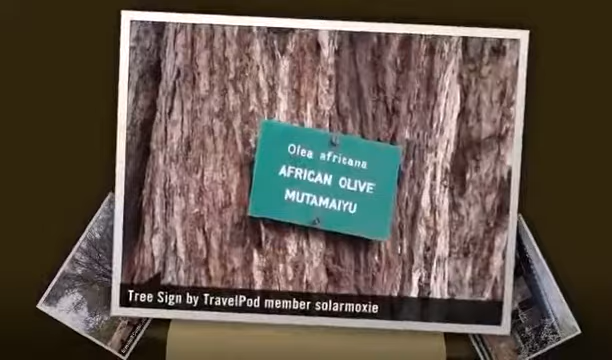 Olea africana
AFRICAN OLIVE
MUTAMAIYU
Tree Sign by TravelPod member solarmoxie